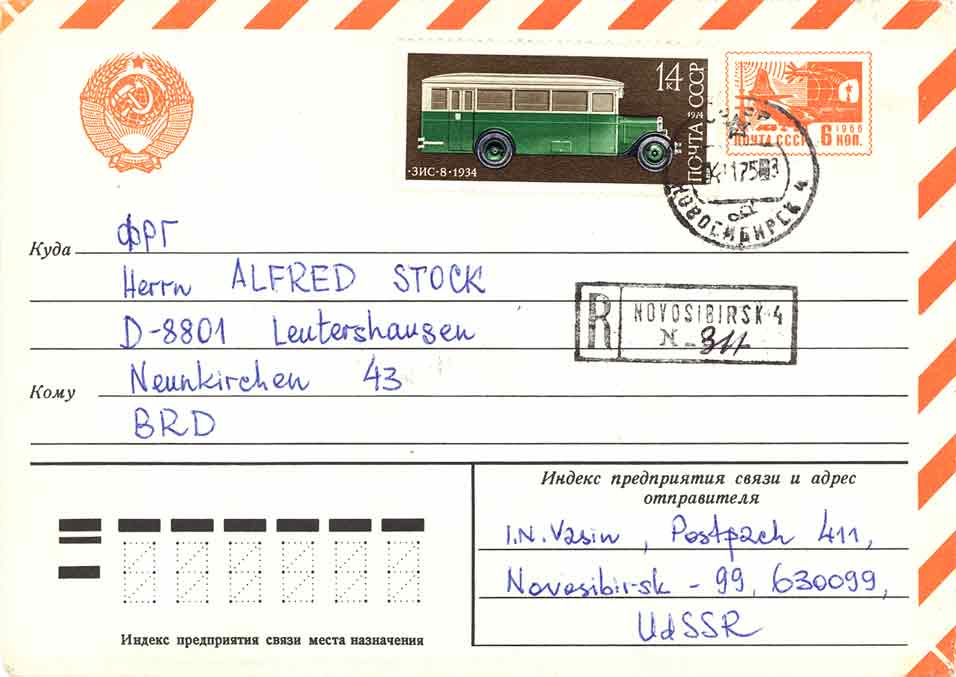 14 К
ПОЧТА СССР
1974
·ЗИС-8·1934
ПОЧТА СССР
1966
6 КОП.
НОВОСИБИРСК 4
Куда
ФРГ
Herrn ALFRED STOCK
D-8801 Leutershausen
Кому
Neunkirchen 43
BRD
R
NOVOSIBIRSK-4
N-311
Индекс предприятия связи и адрес
отправителя
I.N.Vasin, Postfach 411,
Novosibirsk - 99, 630099,
UdSSR
Индекс предприятия связи места назначения